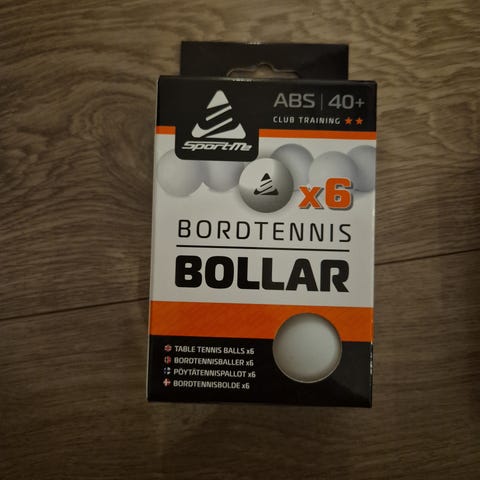 ABS | 40+
CLUB TRAINING ★★
SportMe
x6
BORDTENNIS
BOLLAR
TABLE TENNIS BALLS x6
BORDTENNISBALLER x6
PÖYTÄTENNISPALLOT x6
BORDTENNISBOLDE x6